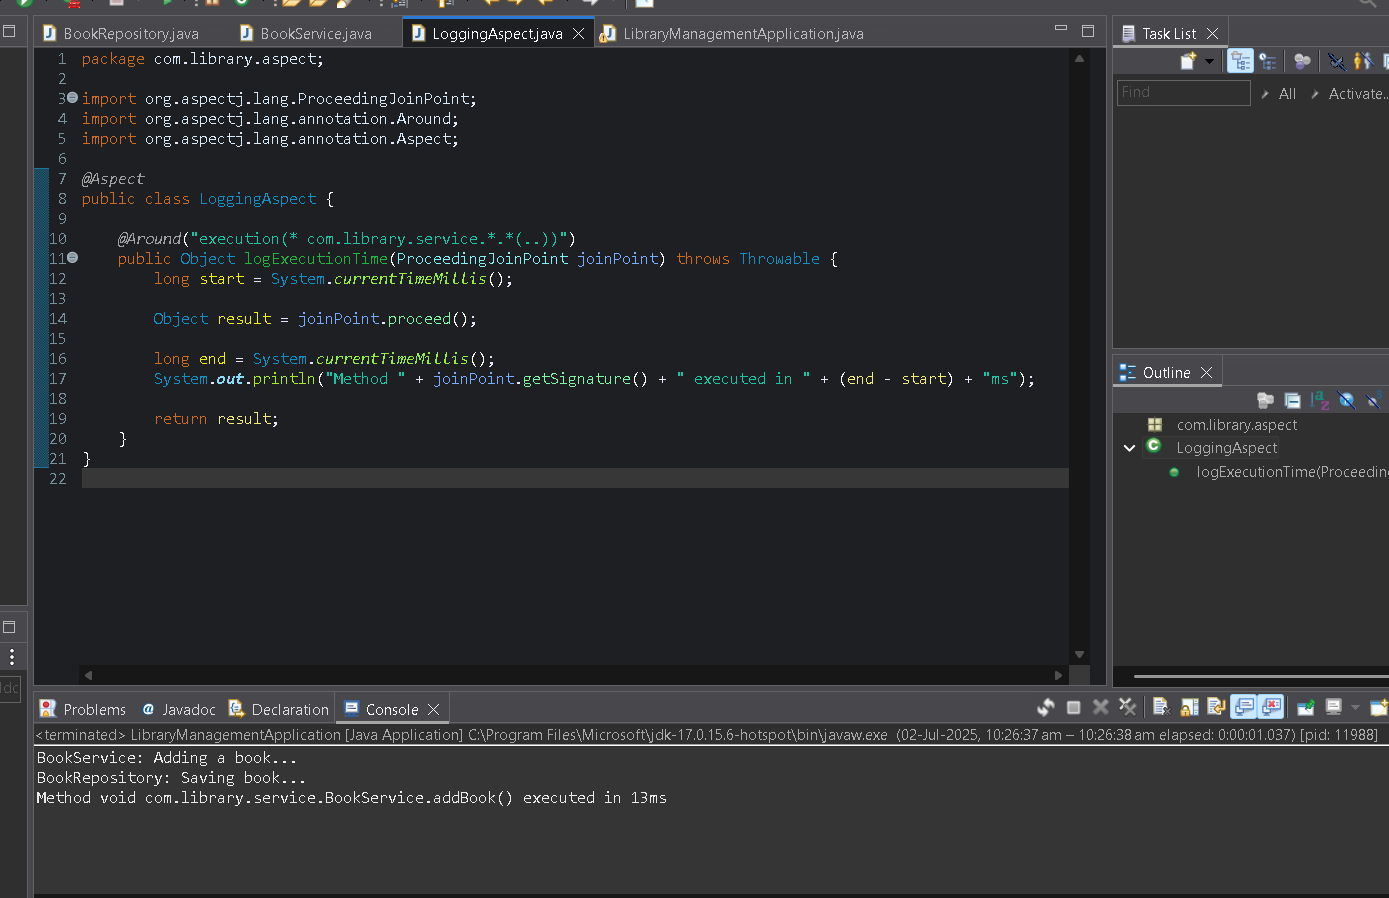 BookRepository.java
BookService.java
LoggingAspect.java
LibraryManagementApplication.java
1 package com.library.aspect;
2
3 import org.aspectj.lang.ProceedingJoinPoint;
4 import org.aspectj.lang.annotation.Around;
5 import org.aspectj.lang.annotation.Aspect;
6
7 @Aspect
8 public class LoggingAspect {
9
10 @Around("execution(* com.library.service.*.*(..))")
11 public Object logExecutionTime(ProceedingJoinPoint joinPoint) throws Throwable {
12 long start = System.currentTimeMillis();
13
14 Object result = joinPoint.proceed();
15
16 long end = System.currentTimeMillis();
17 System.out.println("Method " + joinPoint.getSignature() + " executed in " + (end - start) + "ms");
18
19 return result;
20 }
21 }
22
Task List
Find
All
Activate...
Outline
com.library.aspect
LoggingAspect
logExecutionTime(Proceedin
Problems
@ Javadoc
Declaration
Console
<terminated> LibraryManagementApplication [Java Application] C:\Program Files\Microsoft\jdk-17.0.15.6-hotspot\bin\javaw.exe (02-Jul-2025, 10:26:37 am – 10:26:38 am elapsed: 0:00:01.037) [pid: 11988]
BookService: Adding a book...
BookRepository: Saving book...
Method void com.library.service.BookService.addBook() executed in 13ms